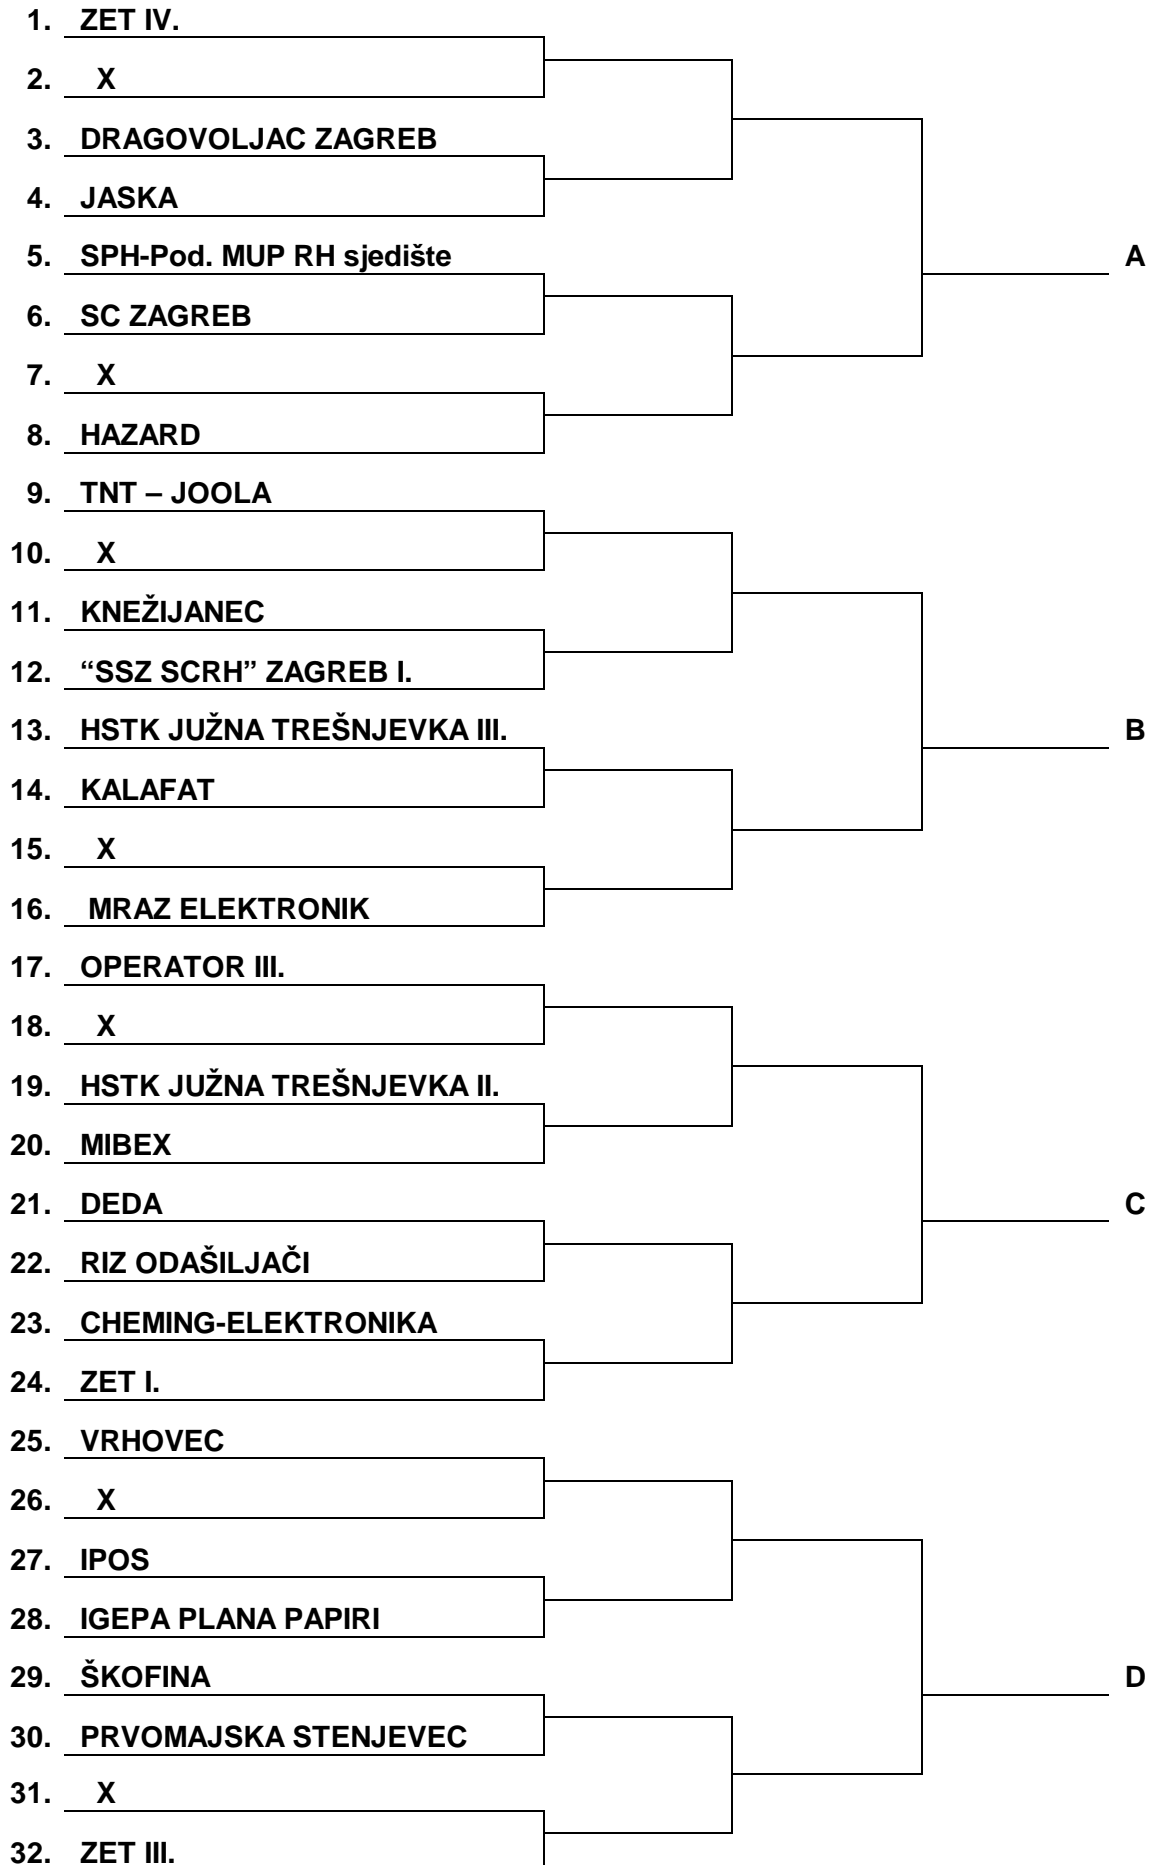 1. ZET IV.
2. X
3. DRAGOVOLJAC ZAGREB
4. JASKA
5. SPH-Pod. MUP RH sjedište
A
6. SC ZAGREB
7. X
8. HAZARD
9. TNT – JOOLA
10. X
11. KNEŽIJANEC
12. “SSZ SCRH” ZAGREB I.
13. HSTK JUŽNA TREŠNJEVKA III.
B
14. KALAFAT
15. X
16. MRAZ ELEKTRONIK
17. OPERATOR III.
18. X
19. HSTK JUŽNA TREŠNJEVKA II.
20. MIBEX
21. DEDA
C
22. RIZ ODAŠILJAČI
23. CHEMING-ELEKTRONIKA
24. ZET I.
25. VRHOVEC
26. X
27. IPOS
28. IGEPA PLANA PAPIRI
29. ŠKOFINA
D
30. PRVOMAJSKA STENJEVEC
31. X
32. ZET III.